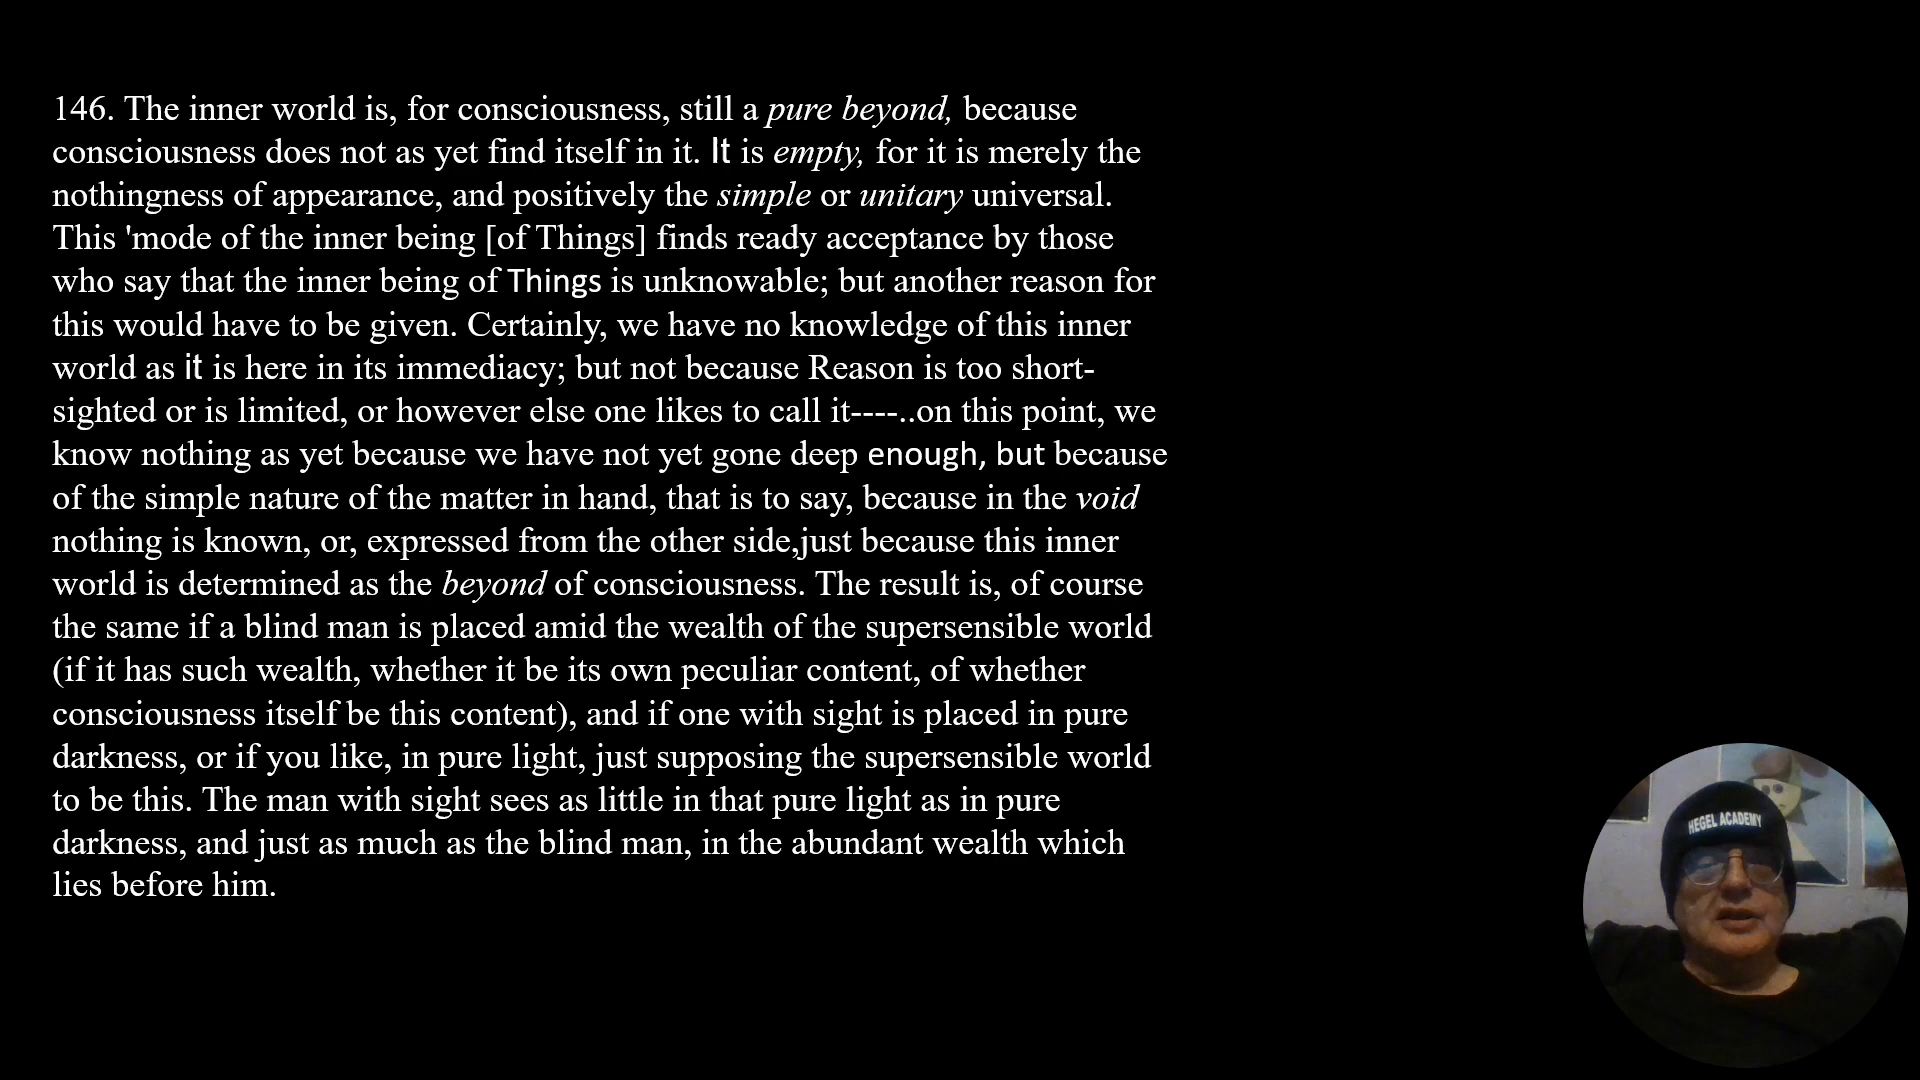 146. The inner world is, for consciousness, still a pure beyond, because
consciousness does not as yet find itself in it. It is empty, for it is merely the
nothingness of appearance, and positively the simple or unitary universal.
This 'mode of the inner being [of Things] finds ready acceptance by those
who say that the inner being of Things is unknowable; but another reason for
this would have to be given. Certainly, we have no knowledge of this inner
world as it is here in its immediacy; but not because Reason is too short-
sighted or is limited, or however else one likes to call it----..on this point, we
know nothing as yet because we have not yet gone deep enough, but because
of the simple nature of the matter in hand, that is to say, because in the void
nothing is known, or, expressed from the other side,just because this inner
world is determined as the beyond of consciousness. The result is, of course
the same if a blind man is placed amid the wealth of the supersensible world
(if it has such wealth, whether it be its own peculiar content, of whether
consciousness itself be this content), and if one with sight is placed in pure
darkness, or if you like, in pure light, just supposing the supersensible world
to be this. The man with sight sees as little in that pure light as in pure
darkness, and just as much as the blind man, in the abundant wealth which
lies before him.
HEGEL ACADEMY